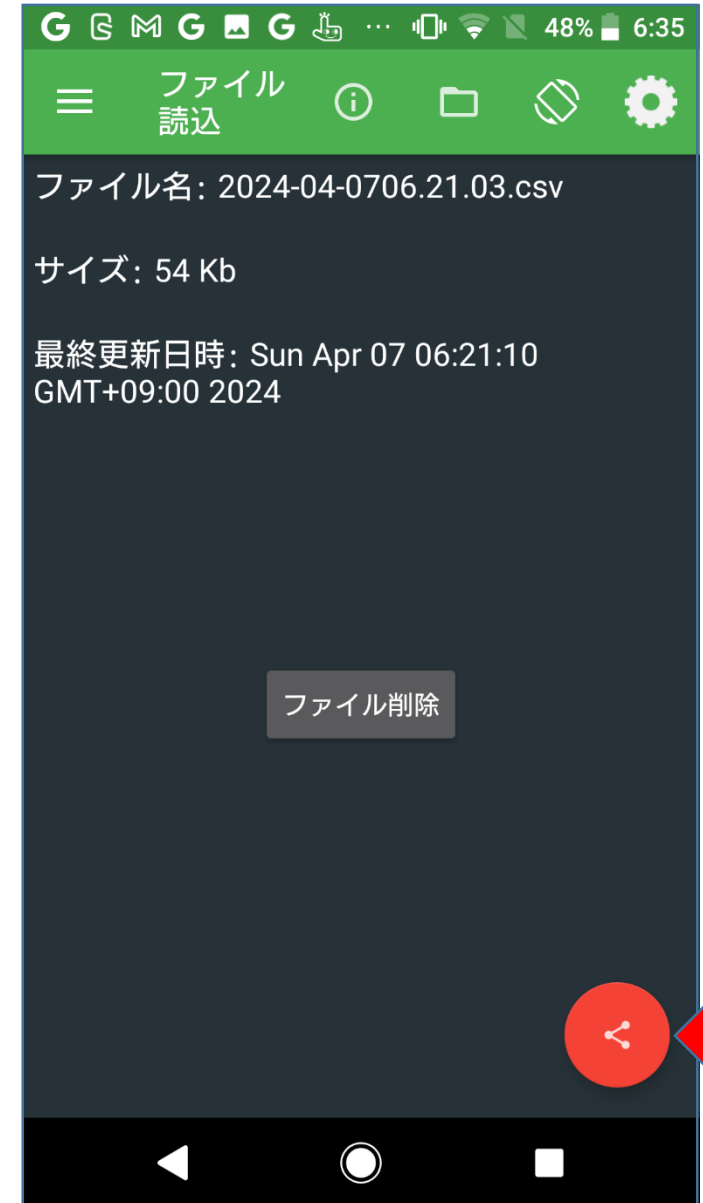 48% 6:35
ファイル
読込
ファイル名: 2024-04-0706.21.03.csv
サイズ: 54 Kb
最終更新日時: Sun Apr 07 06:21:10
GMT+09:00 2024
ファイル削除